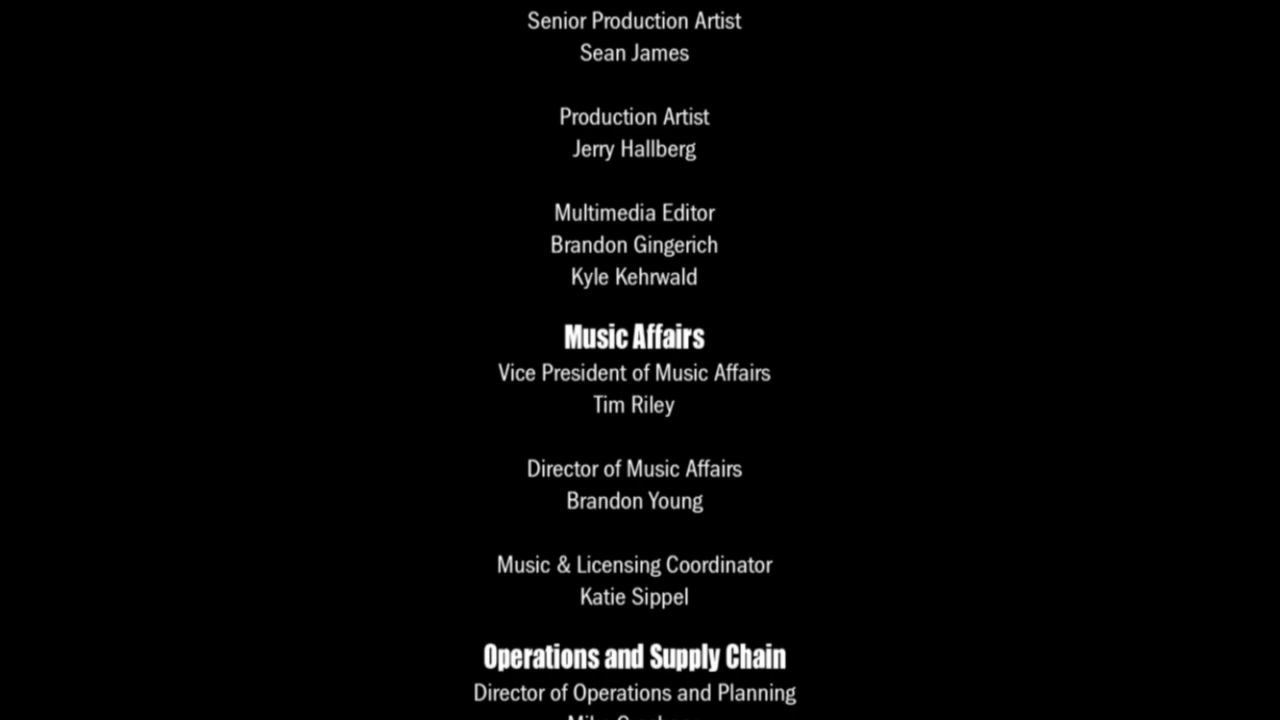 Senior Production Artist
Sean James
Production Artist
Jerry Hallberg
Multimedia Editor
Brandon Gingerich
Kyle Kehrwald
Music Affairs
Vice President of Music Affairs
Tim Riley
Director of Music Affairs
Brandon Young
Music & Licensing Coordinator
Katie Sippel
Operations and Supply Chain
Director of Operations and Planning